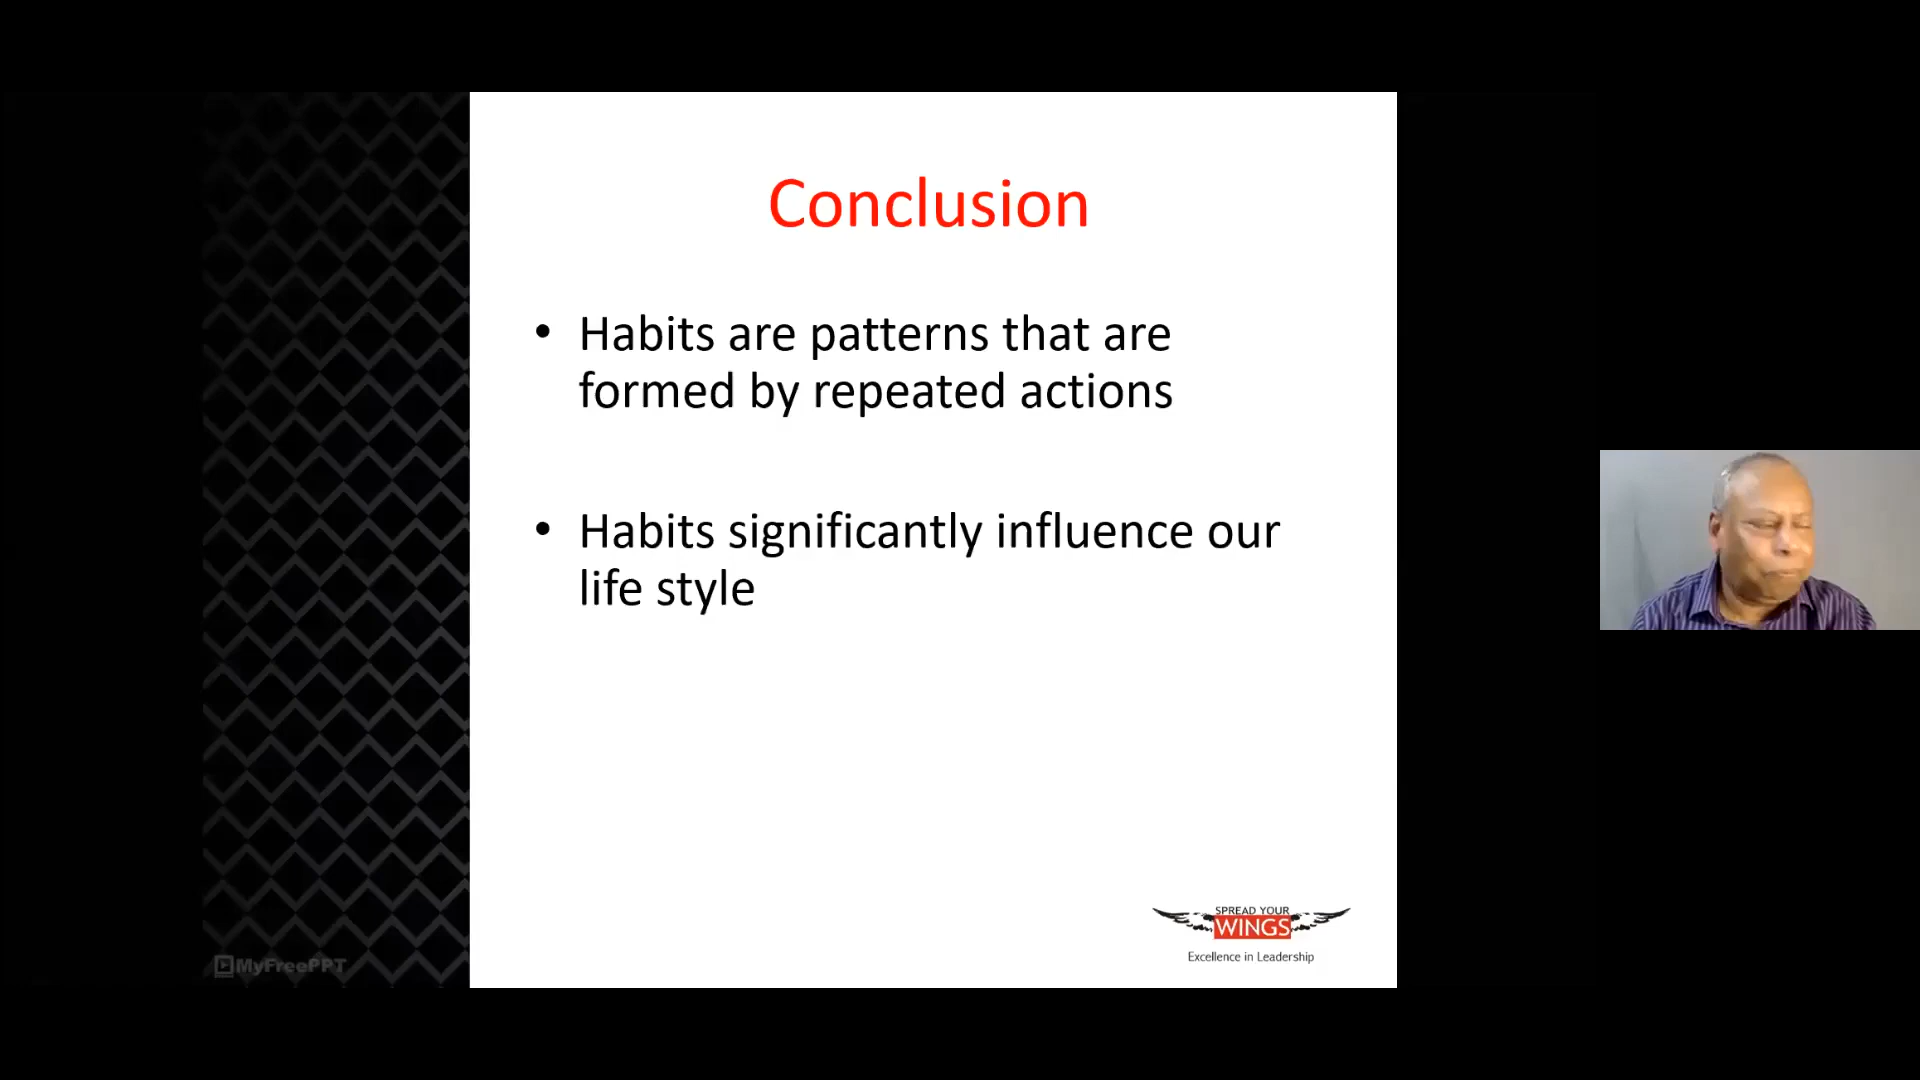 Conclusion
• Habits are patterns that are
formed by repeated actions
• Habits significantly influence our
life style
SPREAD YOUR
WINGS
Excellence in Leadership
MyFreePPT